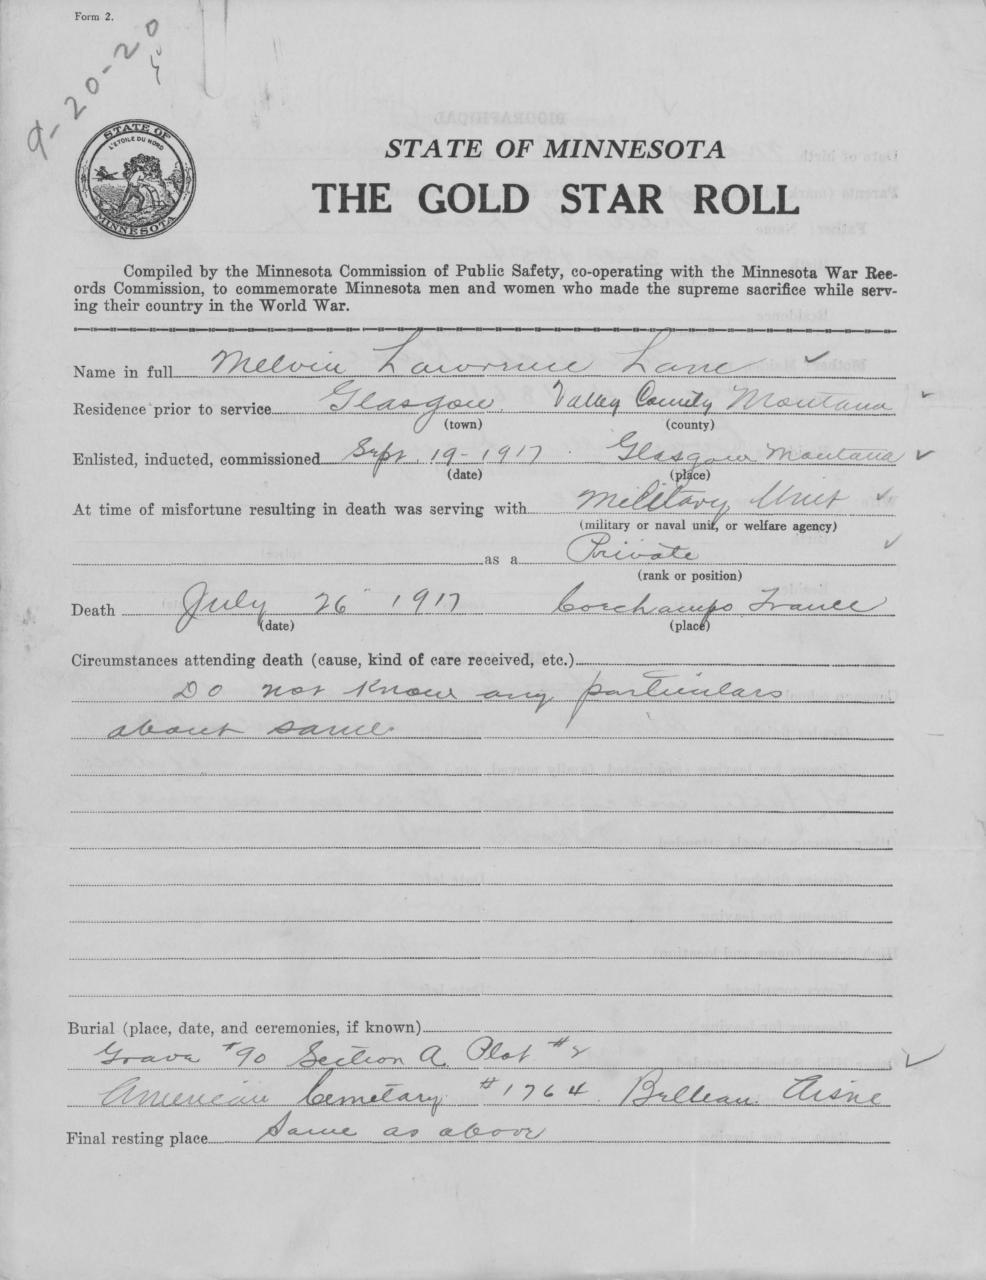 Form 2.
9-20-20
STATE OF
L'ETOILE DU NORD
MINNESOTA
STATE OF MINNESOTA
THE GOLD STAR ROLL
Compiled by the Minnesota Commission of Public Safety, co-operating with the Minnesota War Rec-
ords Commission, to commemorate Minnesota men and women who made the supreme sacrifice while serv-
ing their country in the World War.
Name in full Melvin Lawrence Lane
Residence prior to service Glasgow Valley County Montana
(town) (county)
Enlisted, inducted, commissioned Sept 19-1917 Glasgow Montana
(date) (place)
At time of misfortune resulting in death was serving with Military Unit
(military or naval unit, or welfare agency)
as a Private
(rank or position)
Death July 26 1917 Corchamps France
(date) (place)
Circumstances attending death (cause, kind of care received, etc.)
Do not know any particulars
about same.
Burial (place, date, and ceremonies, if known)
Grave #90 Section A Plot #2
American Cemetary #1764 Belleau Aisne
Final resting place Same as above